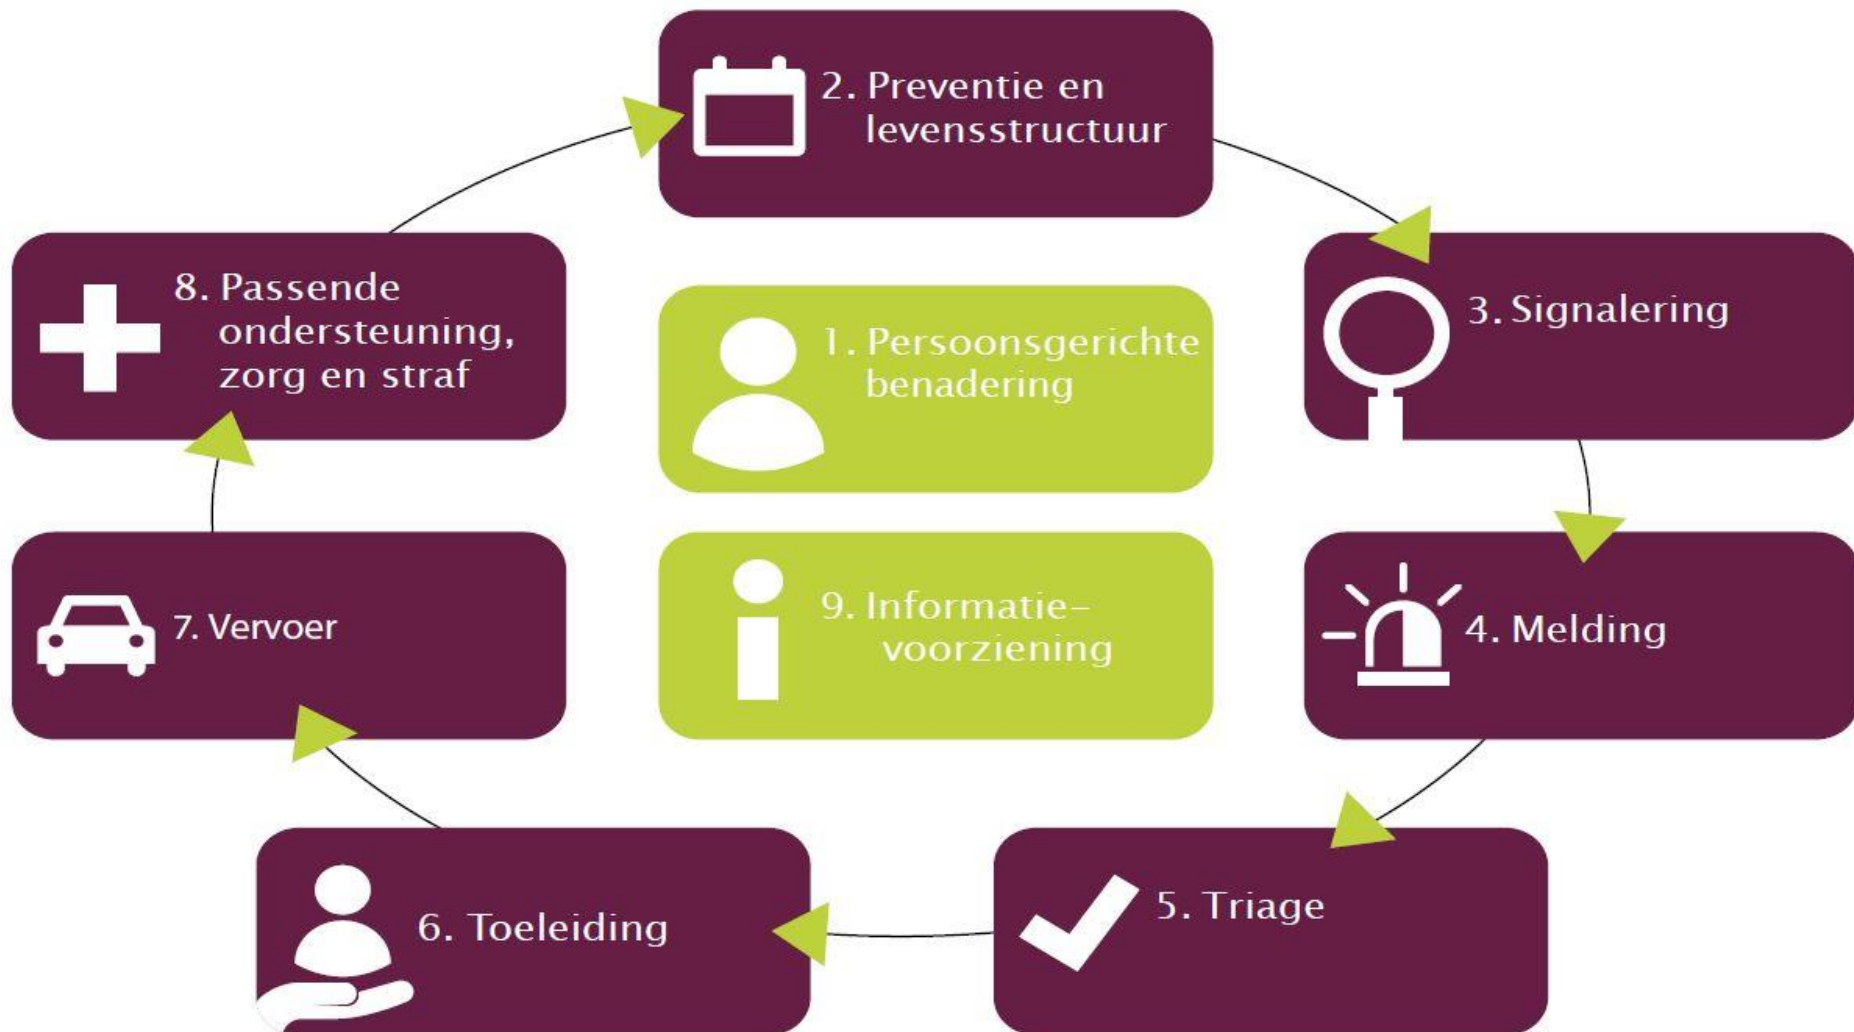 2. Preventie en
levensstructuur
8. Passende
ondersteuning,
zorg en straf
3. Signalering
1. Persoonsgerichte
benadering
7. Vervoer
9. Informatie-
voorziening
4. Melding
6. Toeleiding
5. Triage